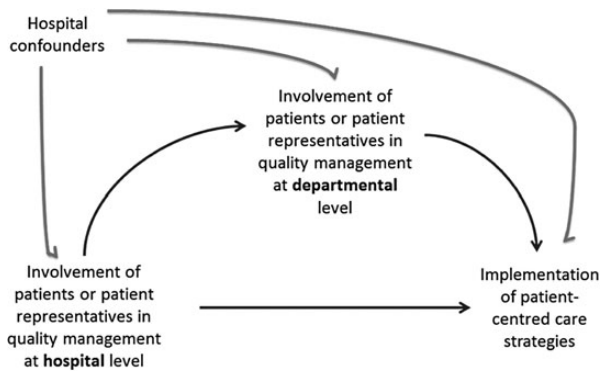 Hospital
confounders
Involvement of
patients or patient
representatives in
quality management
at departmental
level
Involvement of
patients or patient
representatives in
quality management
at hospital level
Implementation
of patient-
centred care
strategies